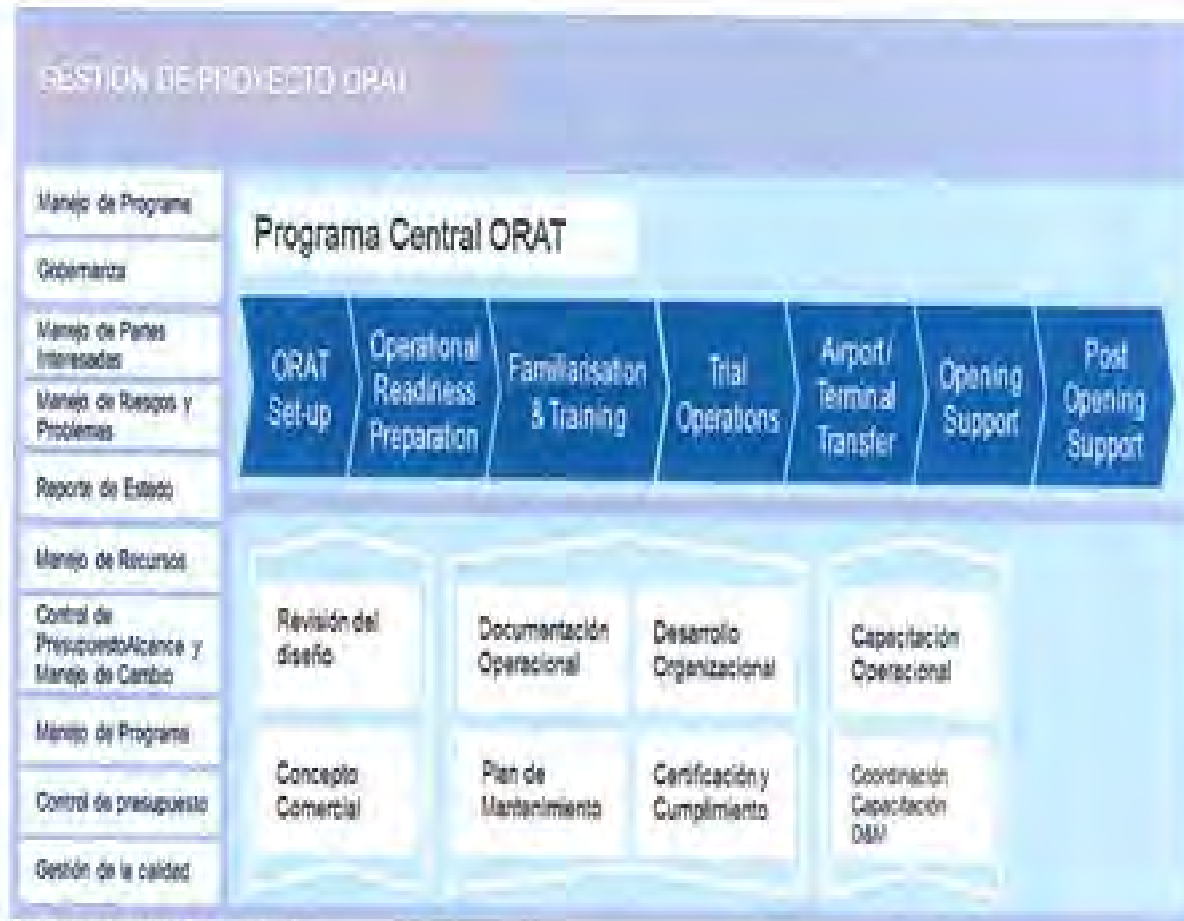 GESTIÓN DE PROYECTO ORAT
Manejo de Programa
Gobernanza
Manejo de Partes
Interesadas
Manejo de Riesgos y
Problemas
Reporte de Estado
Manejo de Recursos
Control de
PresupuestoAlcance y
Manejo de Cambio
Manejo de Programa
Control de presupuesto
Gestión de la calidad
Programa Central ORAT
ORAT
Set-up
Operational
Readiness
Preparation
Familiarisation
& Training
Trial
Operations
Airport/
Terminal
Transfer
Opening
Support
Post
Opening
Support
Revisión del
diseño
Documentación
Operacional
Desarrollo
Organizacional
Capacitación
Operacional
Concepto
Comercial
Plan de
Mantenimiento
Certificación y
Cumplimiento
Coordinación
Capacitación
O&M